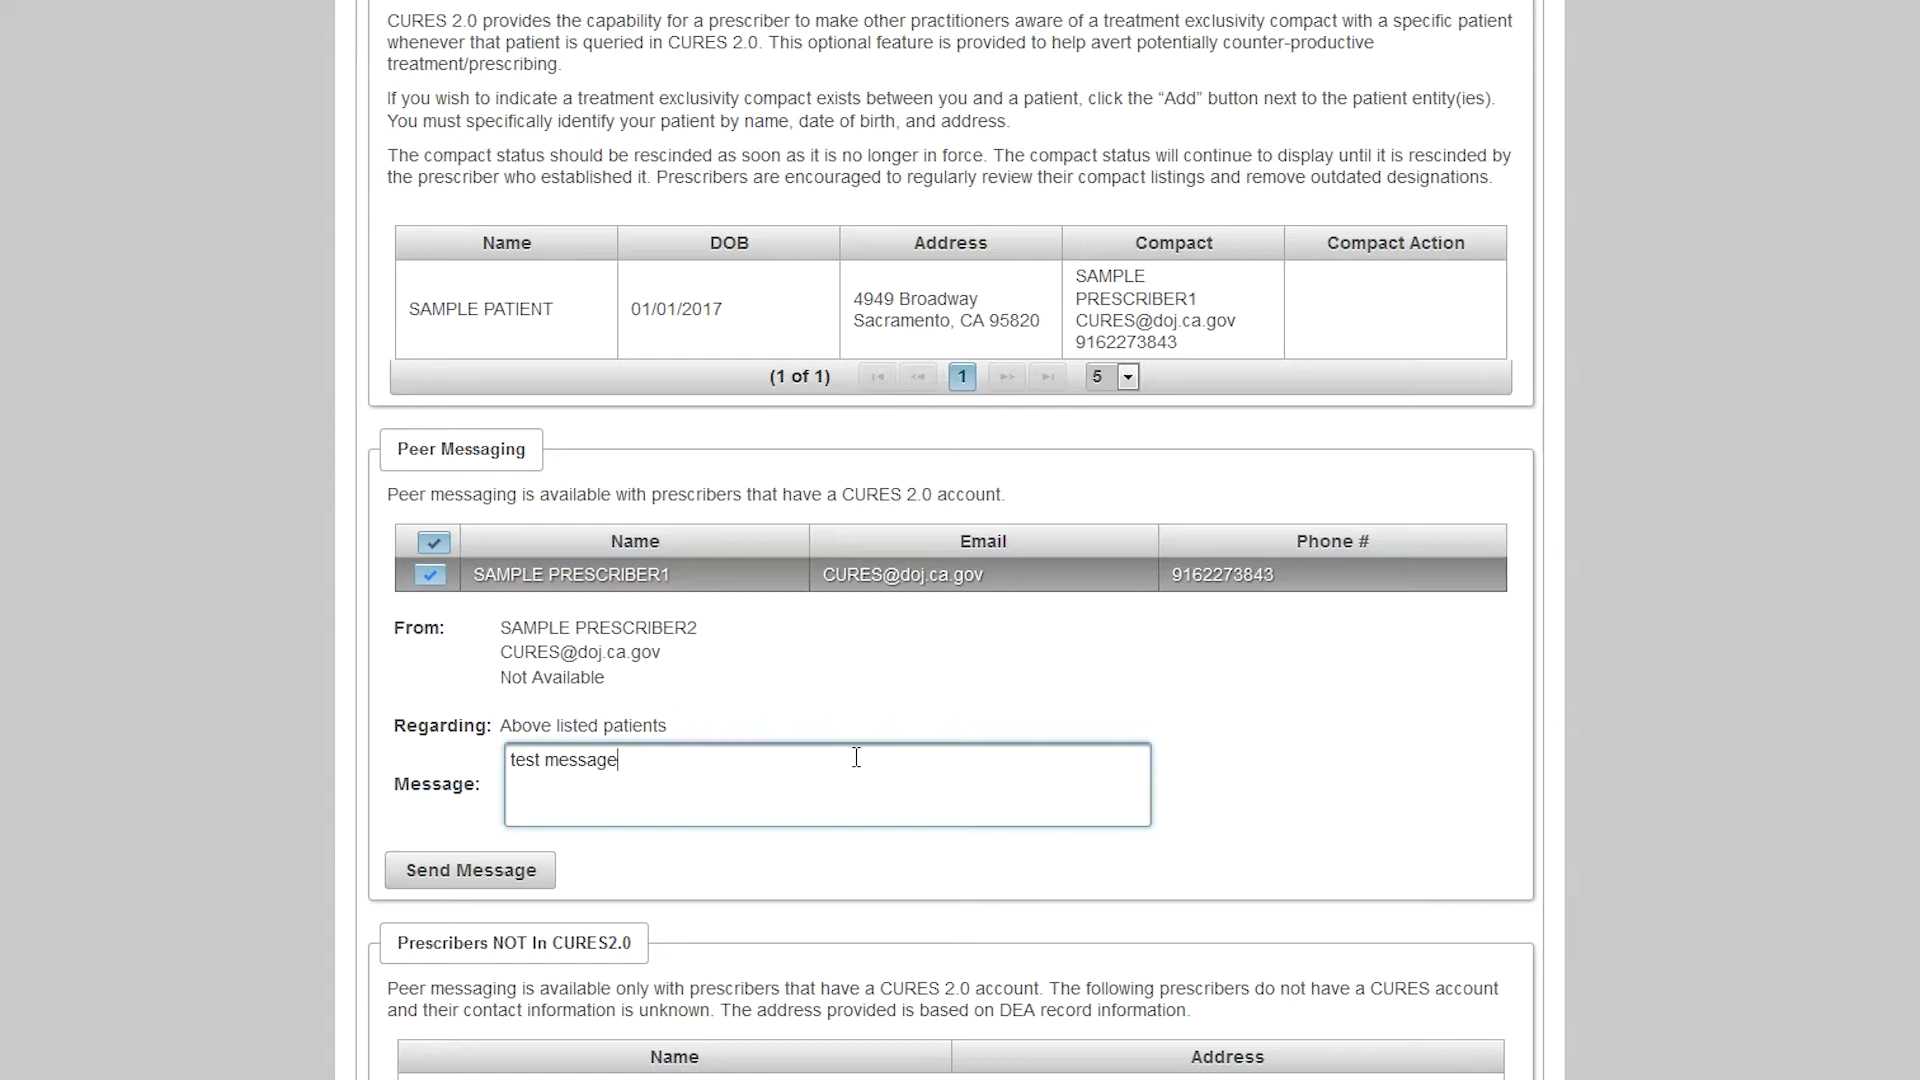 CURES 2.0 provides the capability for a prescriber to make other practitioners aware of a treatment exclusivity compact with a specific patient
whenever that patient is queried in CURES 2.0. This optional feature is provided to help avert potentially counter-productive
treatment/prescribing.
If you wish to indicate a treatment exclusivity compact exists between you and a patient, click the “Add” button next to the patient entity(ies).
You must specifically identify your patient by name, date of birth, and address.
The compact status should be rescinded as soon as it is no longer in force. The compact status will continue to display until it is rescinded by
the prescriber who established it. Prescribers are encouraged to regularly review their compact listings and remove outdated designations.
Name DOB Address Compact Compact Action
SAMPLE PATIENT 01/01/2017 4949 Broadway
Sacramento, CA 95820
SAMPLE
PRESCRIBER1
CURES@doj.ca.gov
9162273843
(1 of 1) 1 5
Peer Messaging
Peer messaging is available with prescribers that have a CURES 2.0 account.
Name Email Phone #
SAMPLE PRESCRIBER1 CURES@doj.ca.gov 9162273843
From: SAMPLE PRESCRIBER2
CURES@doj.ca.gov
Not Available
Regarding: Above listed patients
test message
Message:
Send Message
Prescribers NOT In CURES2.0
Peer messaging is available only with prescribers that have a CURES 2.0 account. The following prescribers do not have a CURES account
and their contact information is unknown. The address provided is based on DEA record information.
Name Address